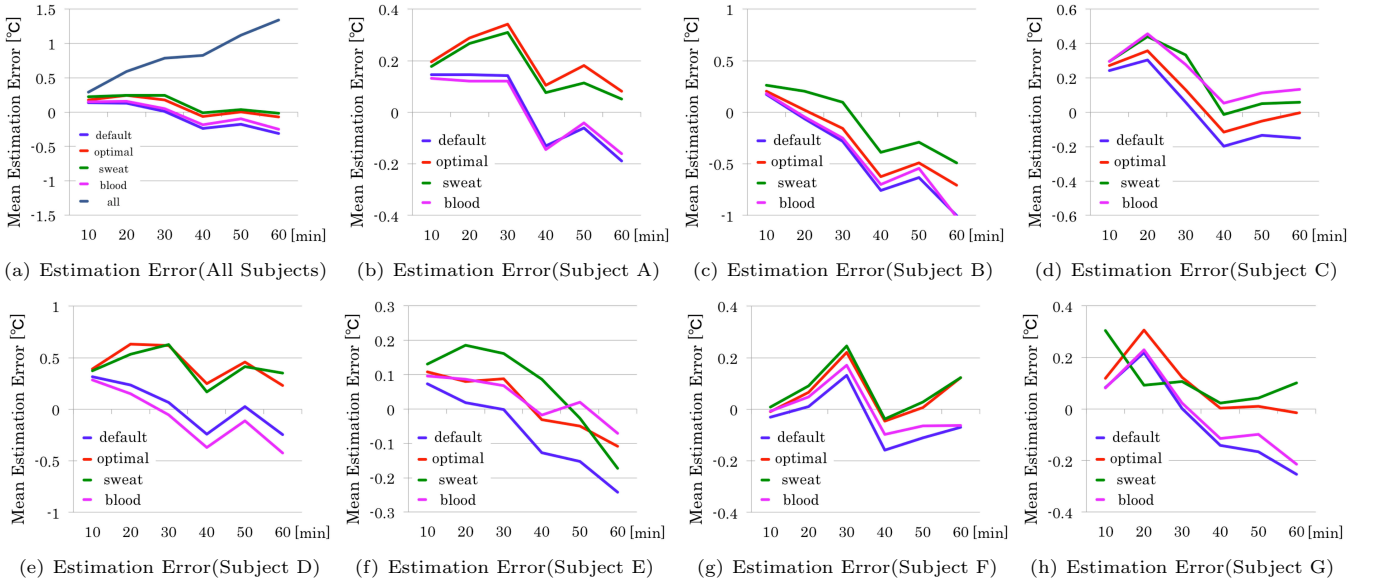 Mean Estimation Error [℃]
1.5
1
0.5
0
-0.5
-1
-1.5
default
optimal
sweat
blood
all
10 20 30 40 50 60 [min]
(a) Estimation Error(All Subjects)
Mean Estimation Error [℃]
0.4
0.2
0
-0.2
-0.4
default
optimal
sweat
blood
10 20 30 40 50 60 [min]
(b) Estimation Error(Subject A)
Mean Estimation Error [℃]
1
0.5
0
-0.5
-1
default
optimal
sweat
blood
10 20 30 40 50 60 [min]
(c) Estimation Error(Subject B)
Mean Estimation Error [℃]
0.6
0.4
0.2
0
-0.2
-0.4
-0.6
default
optimal
sweat
blood
10 20 30 40 50 60 [min]
(d) Estimation Error(Subject C)
Mean Estimation Error [℃]
1
0.5
0
-0.5
-1
default
optimal
sweat
blood
10 20 30 40 50 60 [min]
(e) Estimation Error(Subject D)
Mean Estimation Error [℃]
0.3
0.2
0.1
0
-0.1
-0.2
-0.3
default
optimal
sweat
blood
10 20 30 40 50 60 [min]
(f) Estimation Error(Subject E)
Mean Estimation Error [℃]
0.4
0.2
0
-0.2
-0.4
default
optimal
sweat
blood
10 20 30 40 50 60 [min]
(g) Estimation Error(Subject F)
Mean Estimation Error [℃]
0.4
0.2
0
-0.2
-0.4
default
optimal
sweat
blood
10 20 30 40 50 60 [min]
(h) Estimation Error(Subject G)